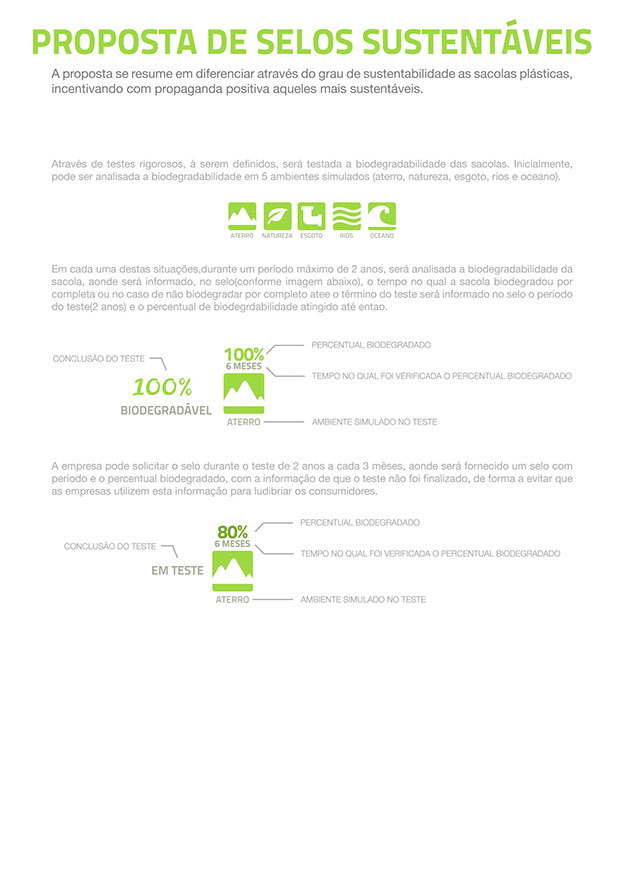 PROPOSTA DE SELOS SUSTENTÁVEIS
A proposta se resume em diferenciar através do grau de sustentabilidade as sacolas plásticas,
incentivando com propaganda positiva aqueles mais sustentáveis.
Através de testes rigorosos, à serem definidos, será testada a biodegradabilidade das sacolas. Inicialmente,
pode ser analisada a biodegradabilidade em 5 ambientes simulados (aterro, natureza, esgoto, rios e oceano).
ATERRO NATUREZA ESGOTO RIOS OCEANO
Em cada uma destas situações,durante um período máximo de 2 anos, será analisada a biodegradabilidade da
sacola, aonde será informado, no selo(conforme imagem abaixo), o tempo no qual a sacola biodegradou por
completa ou no caso de não biodegradar por completo atee o término do teste será informado no selo o periodo
do teste(2 anos) e o percentual de biodegrdabilidade atingido até entao.
PERCENTUAL BIODEGRADADO
100%
6 MESES
CONCLUSÃO DO TESTE
TEMPO NO QUAL FOI VERIFICADA O PERCENTUAL BIODEGRADADO
100%
BIODEGRADÁVEL
ATERRO
AMBIENTE SIMULADO NO TESTE
A empresa pode solicitar o selo durante o teste de 2 anos a cada 3 mêses, aonde será fornecido um selo com
periodo e o percentual biodegradado, com a informação de que o teste não foi finalizado, de forma a evitar que
as empresas utilizem esta informação para ludibriar os consumidores.
PERCENTUAL BIODEGRADADO
80%
6 MESES
CONCLUSÃO DO TESTE
TEMPO NO QUAL FOI VERIFICADA O PERCENTUAL BIODEGRADADO
EM TESTE
ATERRO
AMBIENTE SIMULADO NO TESTE